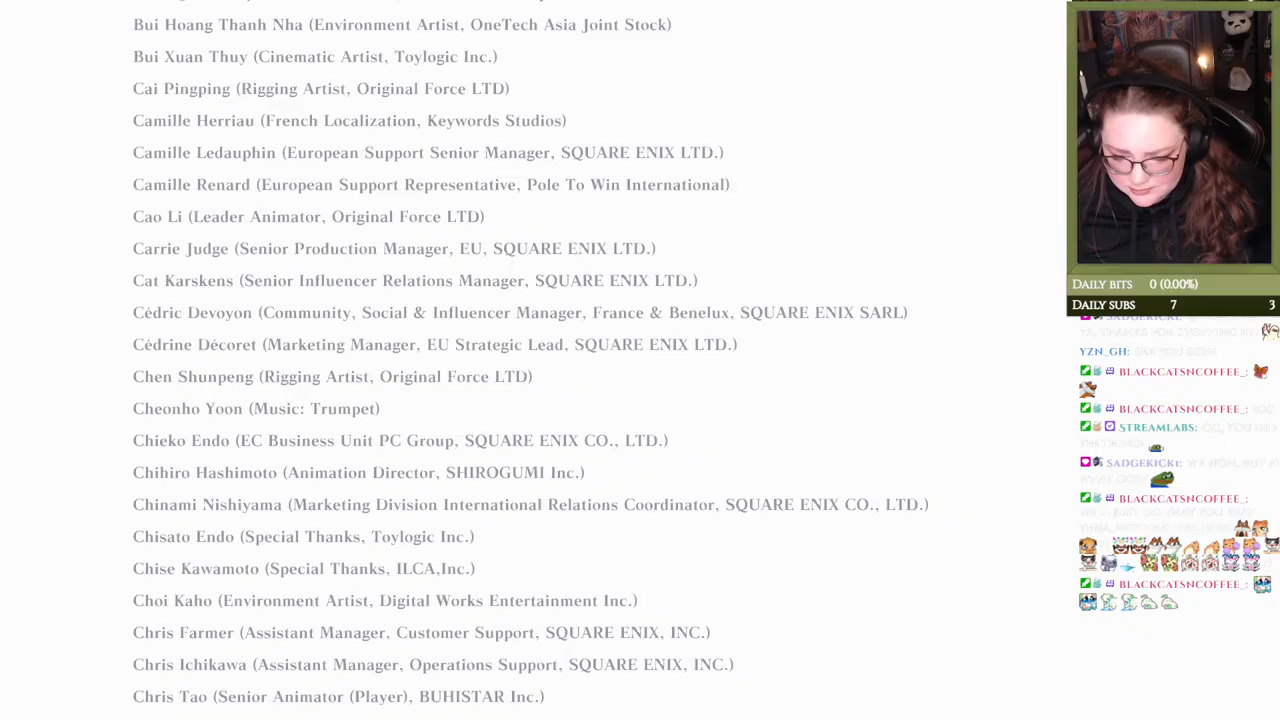 Bui Hoang Thanh Nha (Environment Artist, OneTech Asia Joint Stock)
Bui Xuan Thuy (Cinematic Artist, Toylogic Inc.)
Cai Pingping (Rigging Artist, Original Force LTD)
Camille Herriau (French Localization, Keywords Studios)
Camille Ledauphin (European Support Senior Manager, SQUARE ENIX LTD.)
Camille Renard (European Support Representative, Pole To Win International)
Cao Li (Leader Animator, Original Force LTD)
Carrie Judge (Senior Production Manager, EU, SQUARE ENIX LTD.)
Cat Karskens (Senior Influencer Relations Manager, SQUARE ENIX LTD.)
Cédric Devoyon (Community, Social & Influencer Manager, France & Benelux, SQUARE ENIX SARL)
Cédrine Décoret (Marketing Manager, EU Strategic Lead, SQUARE ENIX LTD.)
Chen Shunpeng (Rigging Artist, Original Force LTD)
Cheonho Yoon (Music: Trumpet)
Chieko Endo (EC Business Unit PC Group, SQUARE ENIX CO., LTD.)
Chihiro Hashimoto (Animation Director, SHIROGUMI Inc.)
Chinami Nishiyama (Marketing Division International Relations Coordinator, SQUARE ENIX CO., LTD.)
Chisato Endo (Special Thanks, Toylogic Inc.)
Chise Kawamoto (Special Thanks, ILCA,Inc.)
Choi Kaho (Environment Artist, Digital Works Entertainment Inc.)
Chris Farmer (Assistant Manager, Customer Support, SQUARE ENIX, INC.)
Chris Ichikawa (Assistant Manager, Operations Support, SQUARE ENIX, INC.)
Chris Tao (Senior Animator (Player), BUHISTAR Inc.)
DAILY BITS 0 (0.00%)
DAILY SUBS 7 3
YZN_GH: SEE YOU SOON
BLACKCATSNCOFFEE_:
BLACKCATSNCOFFEE_:
STREAMLABS:
SADGEKICK1:
BLACKCATSNCOFFEE_:
BLACKCATSNCOFFEE_: